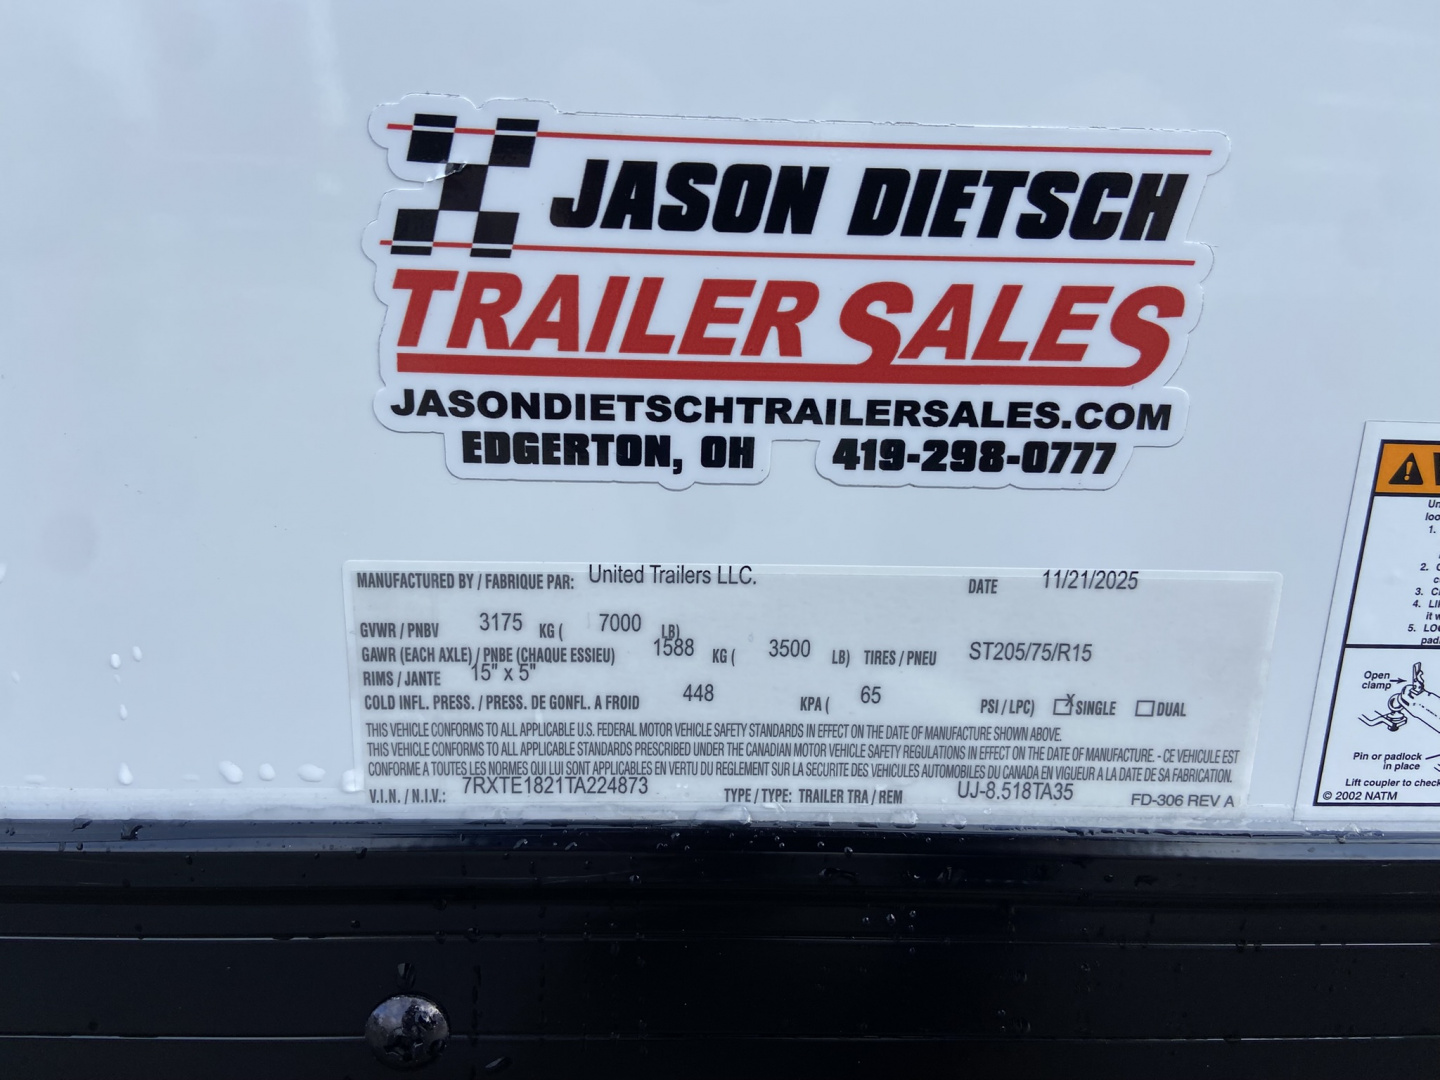 JASON DIETSCH
TRAILER SALES
JASONDIETSCHTRAILERSALES.COM
EDGERTON, OH 419-298-0777
MANUFACTURED BY / FABRIQUE PAR: United Trailers LLC. DATE 11/21/2025
GVWR / PNBV 3175 KG ( 7000 LB)
GAWR (EACH AXLE) / PNBE (CHAQUE ESSIEU) 1588 KG ( 3500 LB) TIRES / PNEU ST205/75/R15
RIMS / JANTE 15" x 5"
COLD INFL. PRESS. / PRESS. DE GONFL. A FROID 448 KPA ( 65 PSI / LPC) x SINGLE DUAL
THIS VEHICLE CONFORMS TO ALL APPLICABLE U.S. FEDERAL MOTOR VEHICLE SAFETY STANDARDS IN EFFECT ON THE DATE OF MANUFACTURE SHOWN ABOVE.
THIS VEHICLE CONFORMS TO ALL APPLICABLE STANDARDS PRESCRIBED UNDER THE CANADIAN MOTOR VEHICLE SAFETY REGULATIONS IN EFFECT ON THE DATE OF MANUFACTURE. - CE VEHICULE EST
CONFORME A TOUTES LES NORMES QUI LUI SONT APPLICABLES EN VERTU DU REGLEMENT SUR LA SECURITE DES VEHICULES AUTOMOBILES DU CANADA EN VIGUEUR A LA DATE DE SA FABRICATION.
V.I.N. / N.I.V.: 7RXTE1821TA224873 TYPE / TYPE: TRAILER TRA / REM UJ-8.518TA35 FD-306 REV A
1.
2.
3.
4.
it
5.
Open
clamp
Pin or padlock
in place
Lift coupler to check
© 2002 NATM